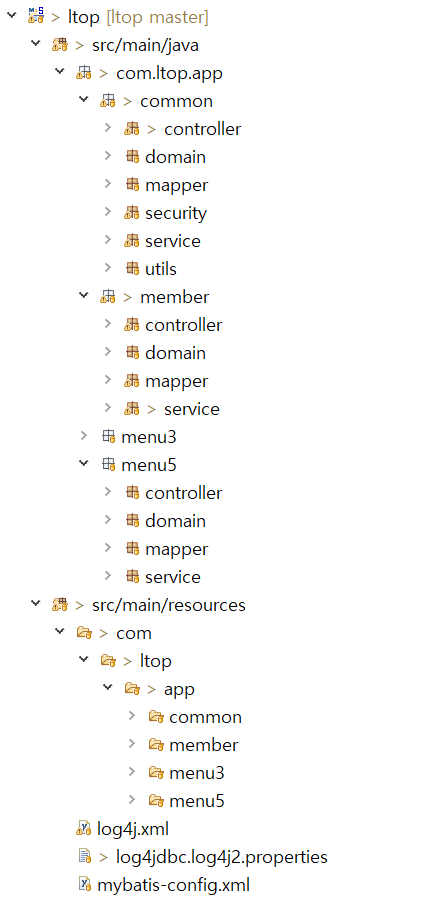 > ltop [ltop master]
> src/main/java
> com.ltop.app
> common
> controller
domain
mapper
security
service
utils
> member
controller
domain
mapper
> service
menu3
menu5
controller
domain
mapper
service
> src/main/resources
> com
> ltop
> app
common
member
menu3
menu5
log4j.xml
> log4jdbc.log4j2.properties
mybatis-config.xml